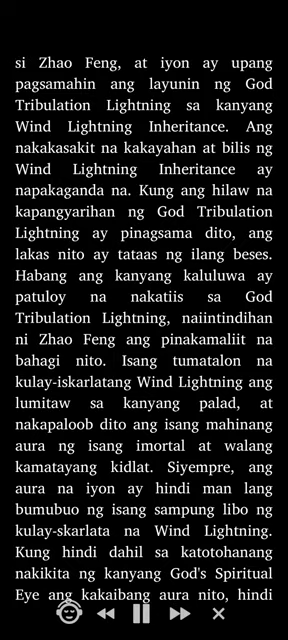 si Zhao Feng, at iyon ay upang
pagsamahin ang layunin ng God
Tribulation Lightning sa kanyang
Wind Lightning Inheritance. Ang
nakakasakit na kakayahan at bilis ng
Wind Lightning Inheritance ay
napakaganda na. Kung ang hilaw na
kapangyarihan ng God Tribulation
Lightning ay pinagsama dito, ang
lakas nito ay tataas ng ilang beses.
Habang ang kanyang kaluluwa ay
patuloy na nakatiis sa God
Tribulation Lightning, naiintindihan
ni Zhao Feng ang pinakamaliit na
bahagi nito. Isang tumatalon na
kulay-iskarlatang Wind Lightning ang
lumitaw sa kanyang palad, at
nakapaloob dito ang isang mahinang
aura ng isang imortal at walang
kamatayang kidlat. Siyempre, ang
aura na iyon ay hindi man lang
bumubuo ng isang sampung libo ng
kulay-skarlata na Wind Lightning.
Kung hindi dahil sa katotohanang
nakikita ng kanyang God's Spiritual
Eye ang kakaibang aura nito, hindi